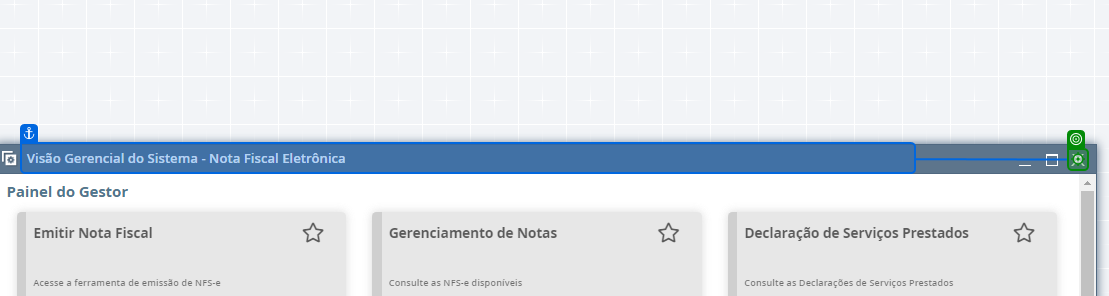 Visão Gerencial do Sistema - Nota Fiscal Eletrônica
Painel do Gestor
Emitir Nota Fiscal
Gerenciamento de Notas
Declaração de Serviços Prestados
Acesse a ferramenta de emissão de NFS-e
Consulte as NFS-e disponíveis
Consulte as Declarações de Serviços Prestados